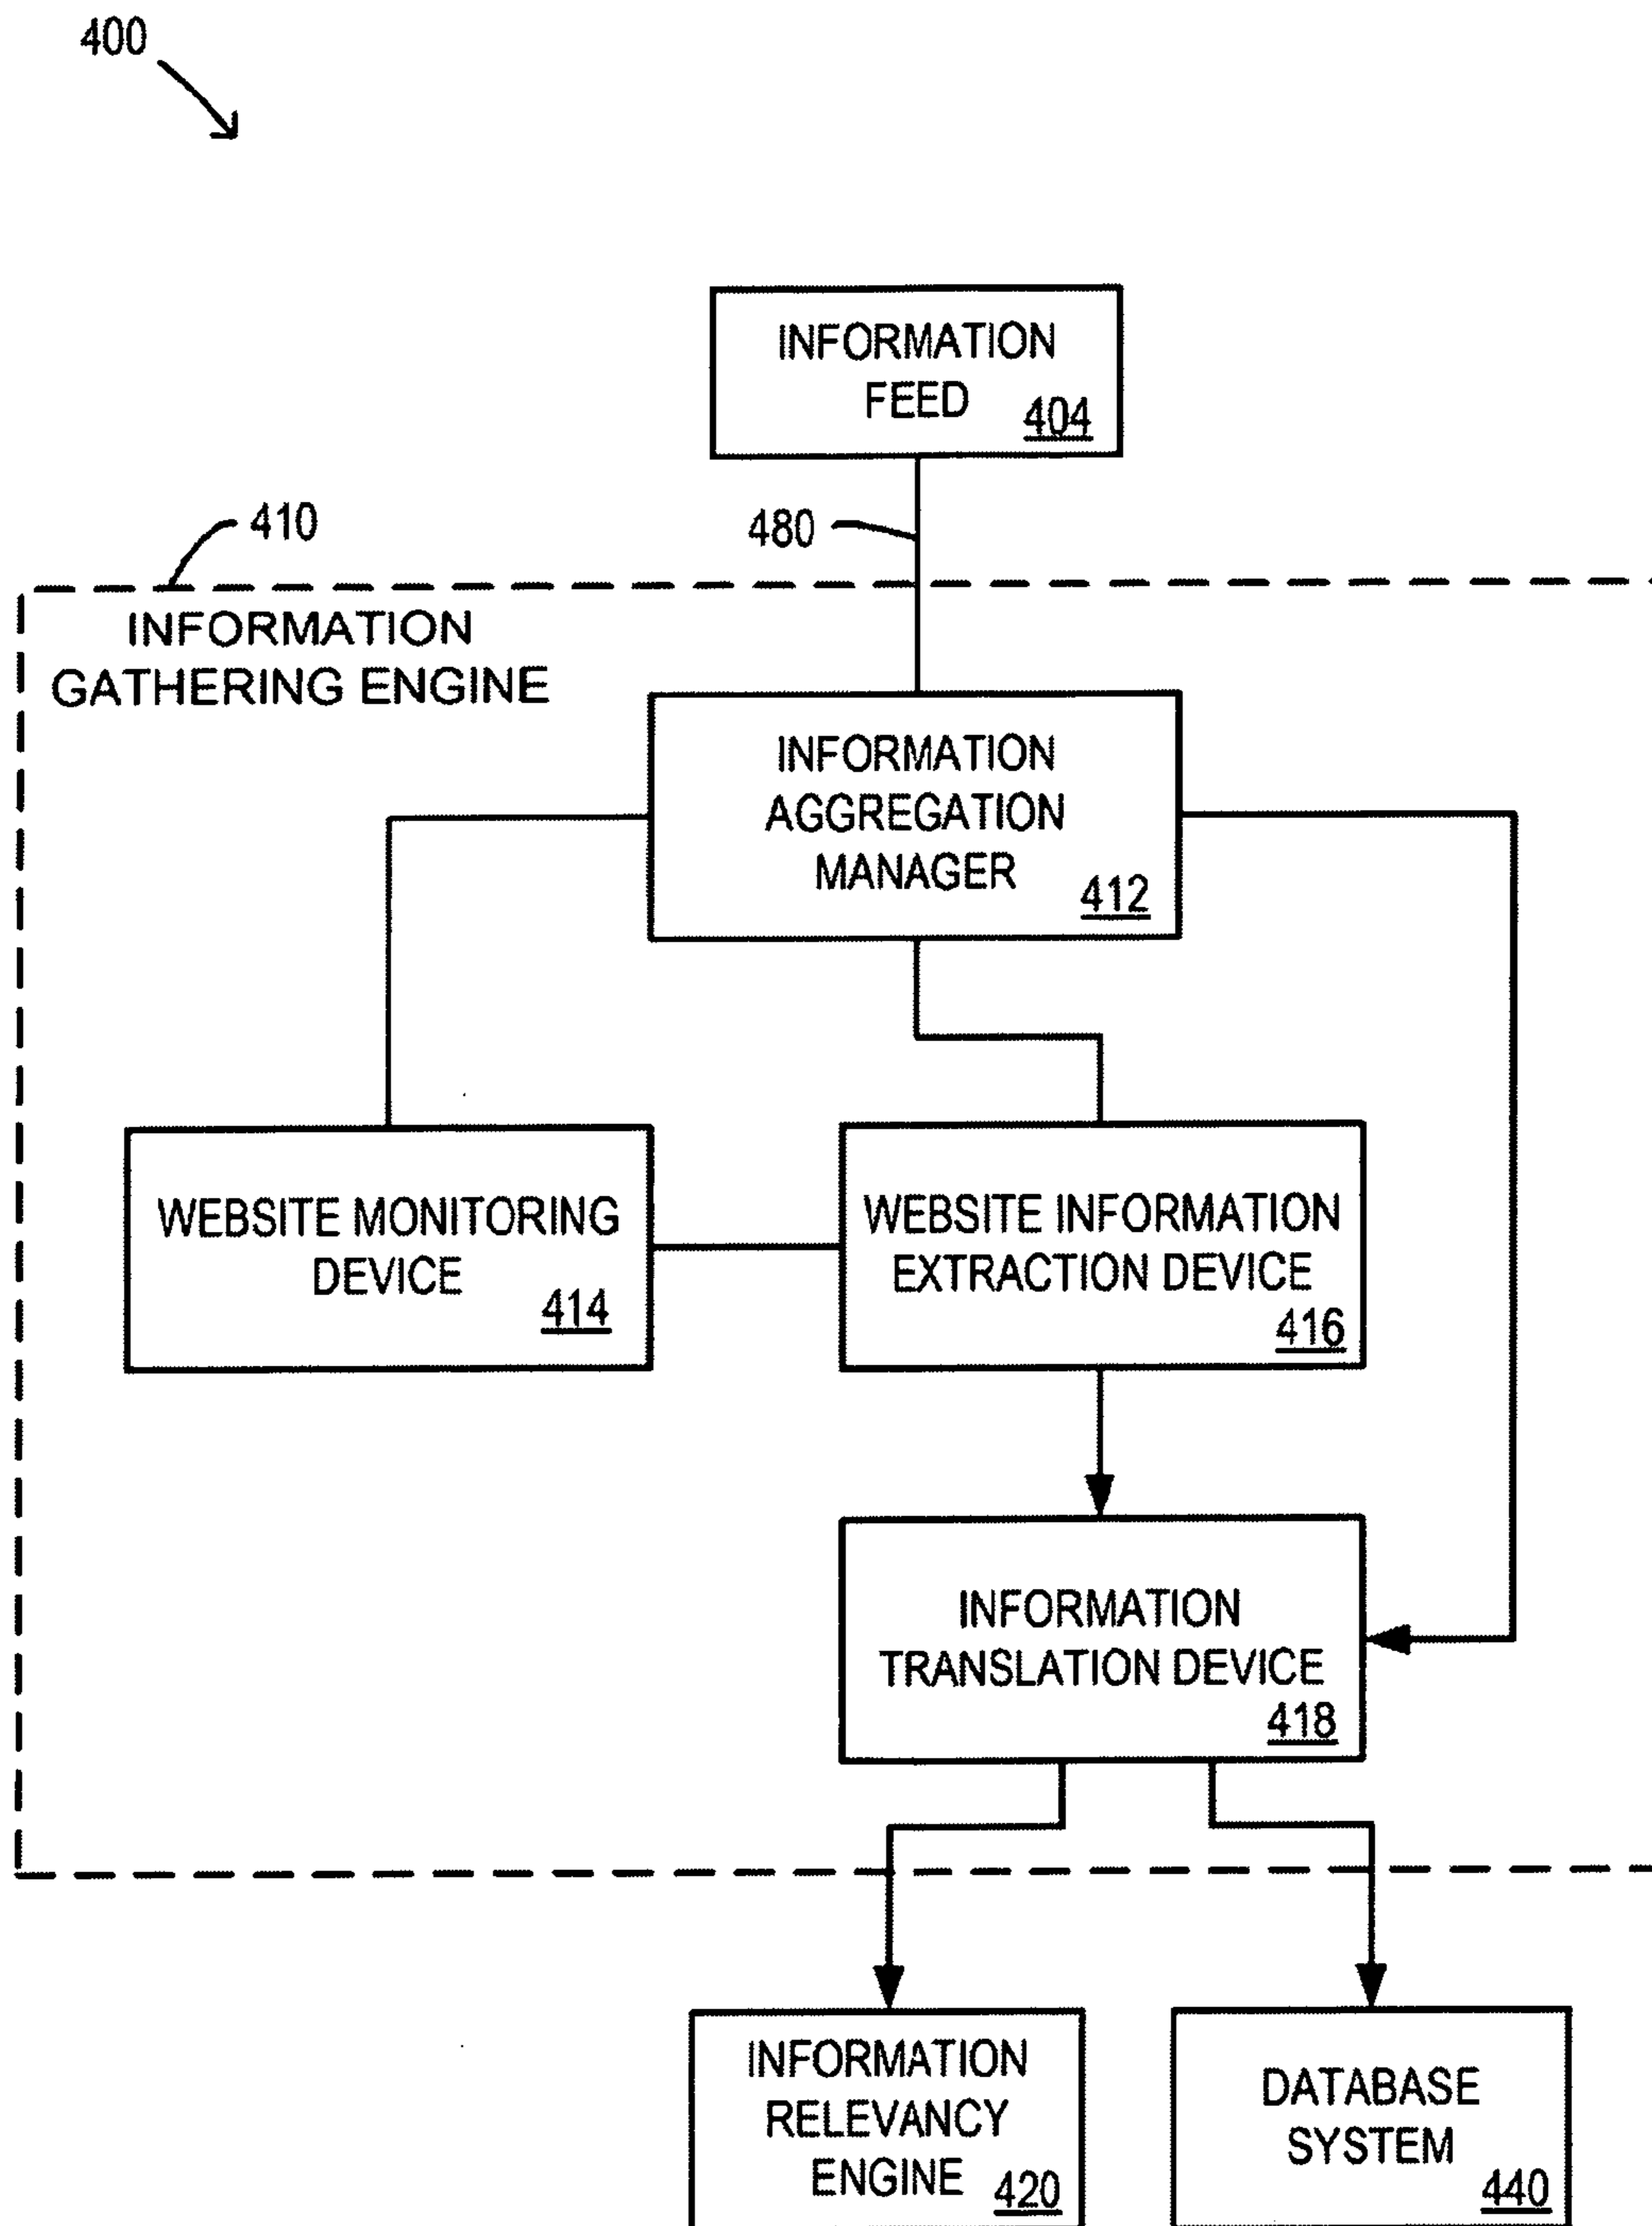 400
INFORMATION
FEED
404
410
480
INFORMATION
GATHERING ENGINE
INFORMATION
AGGREGATION
MANAGER
412
WEBSITE MONITORING
DEVICE
414
WEBSITE INFORMATION
EXTRACTION DEVICE
416
INFORMATION
TRANSLATION DEVICE
418
INFORMATION
RELEVANCY
ENGINE
420
DATABASE
SYSTEM
440